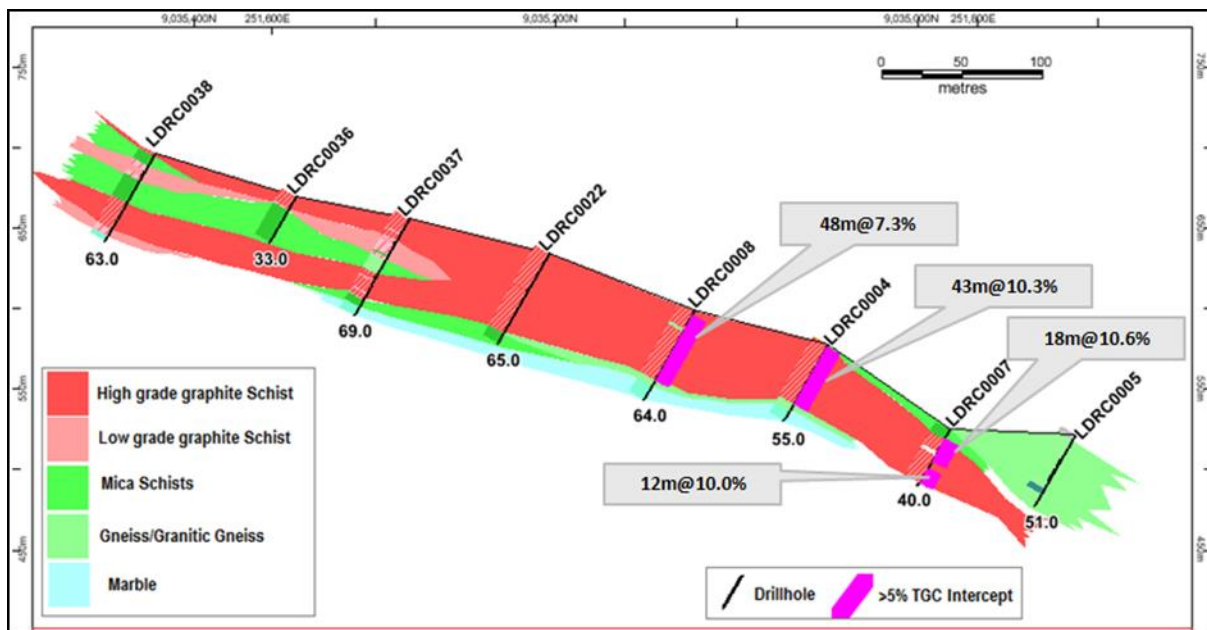 9,035,400N 251,600E 9,035,200N 9,035,000N 251,800E
750m 750m
0 50 100
metres
LDRC0038
LDRC0036
LDRC0037
LDRC0022
LDRC0008
LDRC0004
LDRC0007
LDRC0005
650m 650m
48m@7.3%
43m@10.3%
18m@10.6%
63.0
33.0
69.0
65.0
64.0
55.0
40.0
51.0
550m 550m
12m@10.0%
High grade graphite Schist
Low grade graphite Schist
Mica Schists
Gneiss/Granitic Gneiss
Marble
450m 450m
Drillhole
>5% TGC Intercept